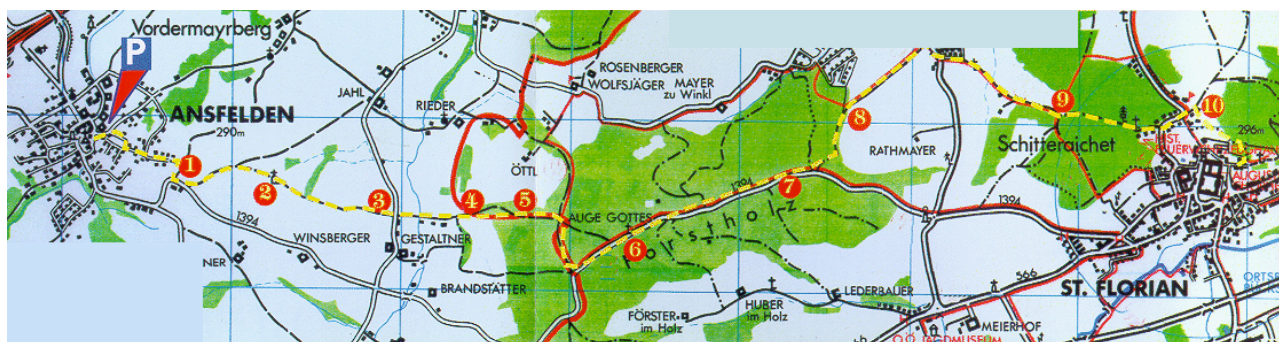 Vordermayrberg
P
ANSFELDEN
290m
JAHL
RIEDER
ROSENBERGER
WOLFSJÄGER
MAYER
zu Winkl
ÖTTL
1
2
3
4
5
6
7
8
9
10
296m
RATHMAYER
Schifferaichet
AUGE GOTTES
1394
Forstholz
1394
1394
WINSBERGER
GESTALTNER
NER
BRANDSTÄTTER
FÖRSTER
im Holz
HUBER
im Holz
LEDERBAUER
566
ST. FLORIAN
MEIERHOF